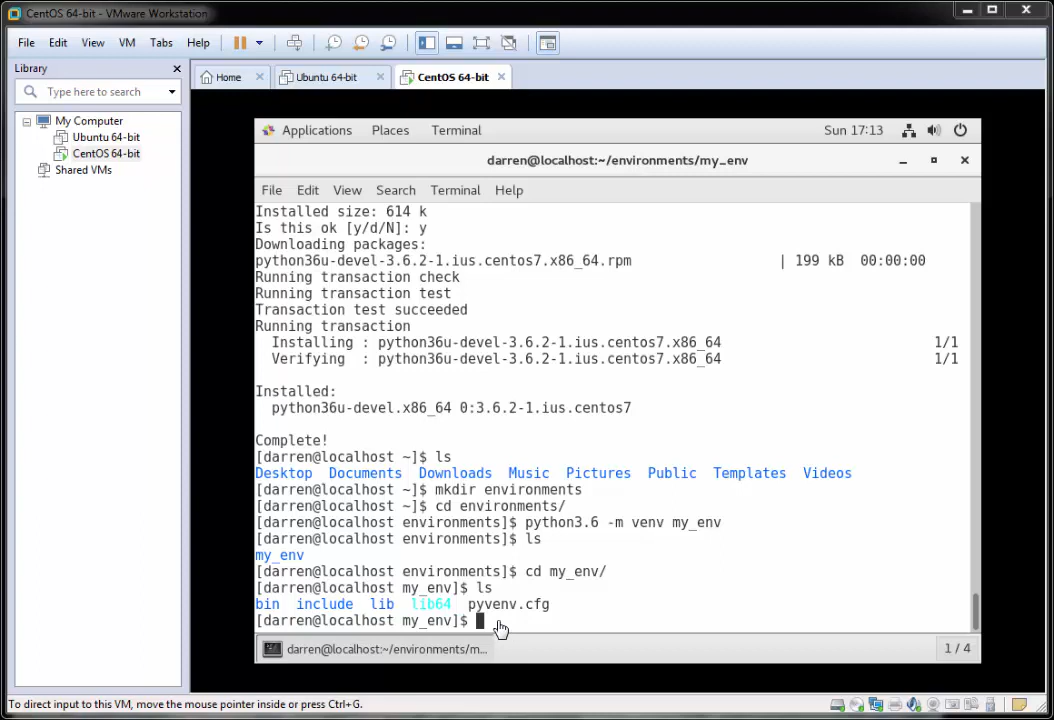 CentOS 64-bit - VMware Workstation
File Edit View VM Tabs Help
Library
Type here to search
My Computer
Ubuntu 64-bit
CentOS 64-bit
Shared VMs
Home
Ubuntu 64-bit
CentOS 64-bit
Applications Places Terminal Sun 17:13
darren@localhost:~/environments/my_env
File Edit View Search Terminal Help
Installed size: 614 k
Is this ok [y/d/N]: y
Downloading packages:
python36u-devel-3.6.2-1.ius.centos7.x86_64.rpm | 199 kB 00:00:00
Running transaction check
Running transaction test
Transaction test succeeded
Running transaction
Installing : python36u-devel-3.6.2-1.ius.centos7.x86_64 1/1
Verifying : python36u-devel-3.6.2-1.ius.centos7.x86_64 1/1
Installed:
python36u-devel.x86_64 0:3.6.2-1.ius.centos7
Complete!
[darren@localhost ~]$ ls
Desktop Documents Downloads Music Pictures Public Templates Videos
[darren@localhost ~]$ mkdir environments
[darren@localhost ~]$ cd environments/
[darren@localhost environments]$ python3.6 -m venv my_env
[darren@localhost environments]$ ls
my_env
[darren@localhost environments]$ cd my_env/
[darren@localhost my_env]$ ls
bin include lib lib64 pyvenv.cfg
[darren@localhost my_env]$
darren@localhost:~/environments/m... 1 / 4
To direct input to this VM, move the mouse pointer inside or press Ctrl+G.